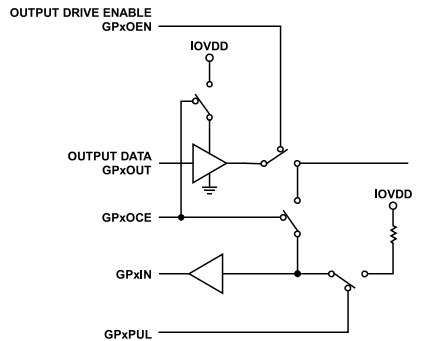 OUTPUT DRIVE ENABLE
GPxOEN
IOVDD
OUTPUT DATA
GPxOUT
IOVDD
GPxOCE
GPxIN
GPxPUL